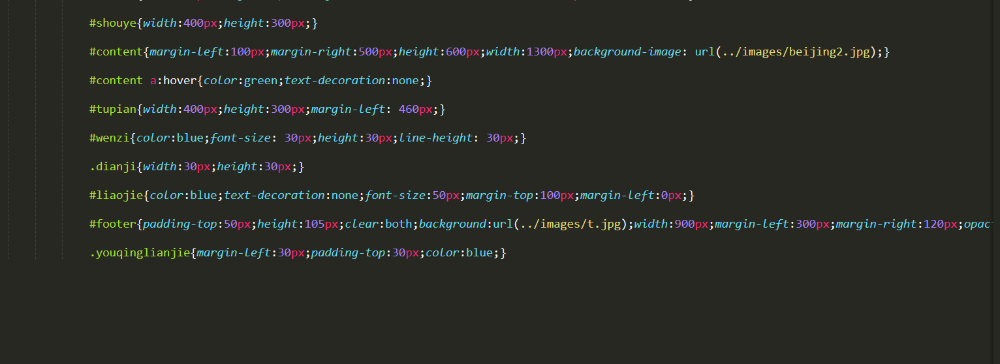 #shouye{width:400px;height:300px;}
#content{margin-left:100px;margin-right:500px;height:600px;width:1300px;background-image: url(../images/beijing2.jpg);}
#content a:hover{color:green;text-decoration:none;}
#tupian{width:400px;height:300px;margin-left: 460px;}
#wenzi{color:blue;font-size: 30px;height:30px;line-height: 30px;}
.dianji{width:30px;height:30px;}
#liaojie{color:blue;text-decoration:none;font-size:50px;margin-top:100px;margin-left:0px;}
#footer{padding-top:50px;height:105px;clear:both;background:url(../images/t.jpg);width:900px;margin-left:300px;margin-right:120px;opac
.youqinglianjie{margin-left:30px;padding-top:30px;color:blue;}